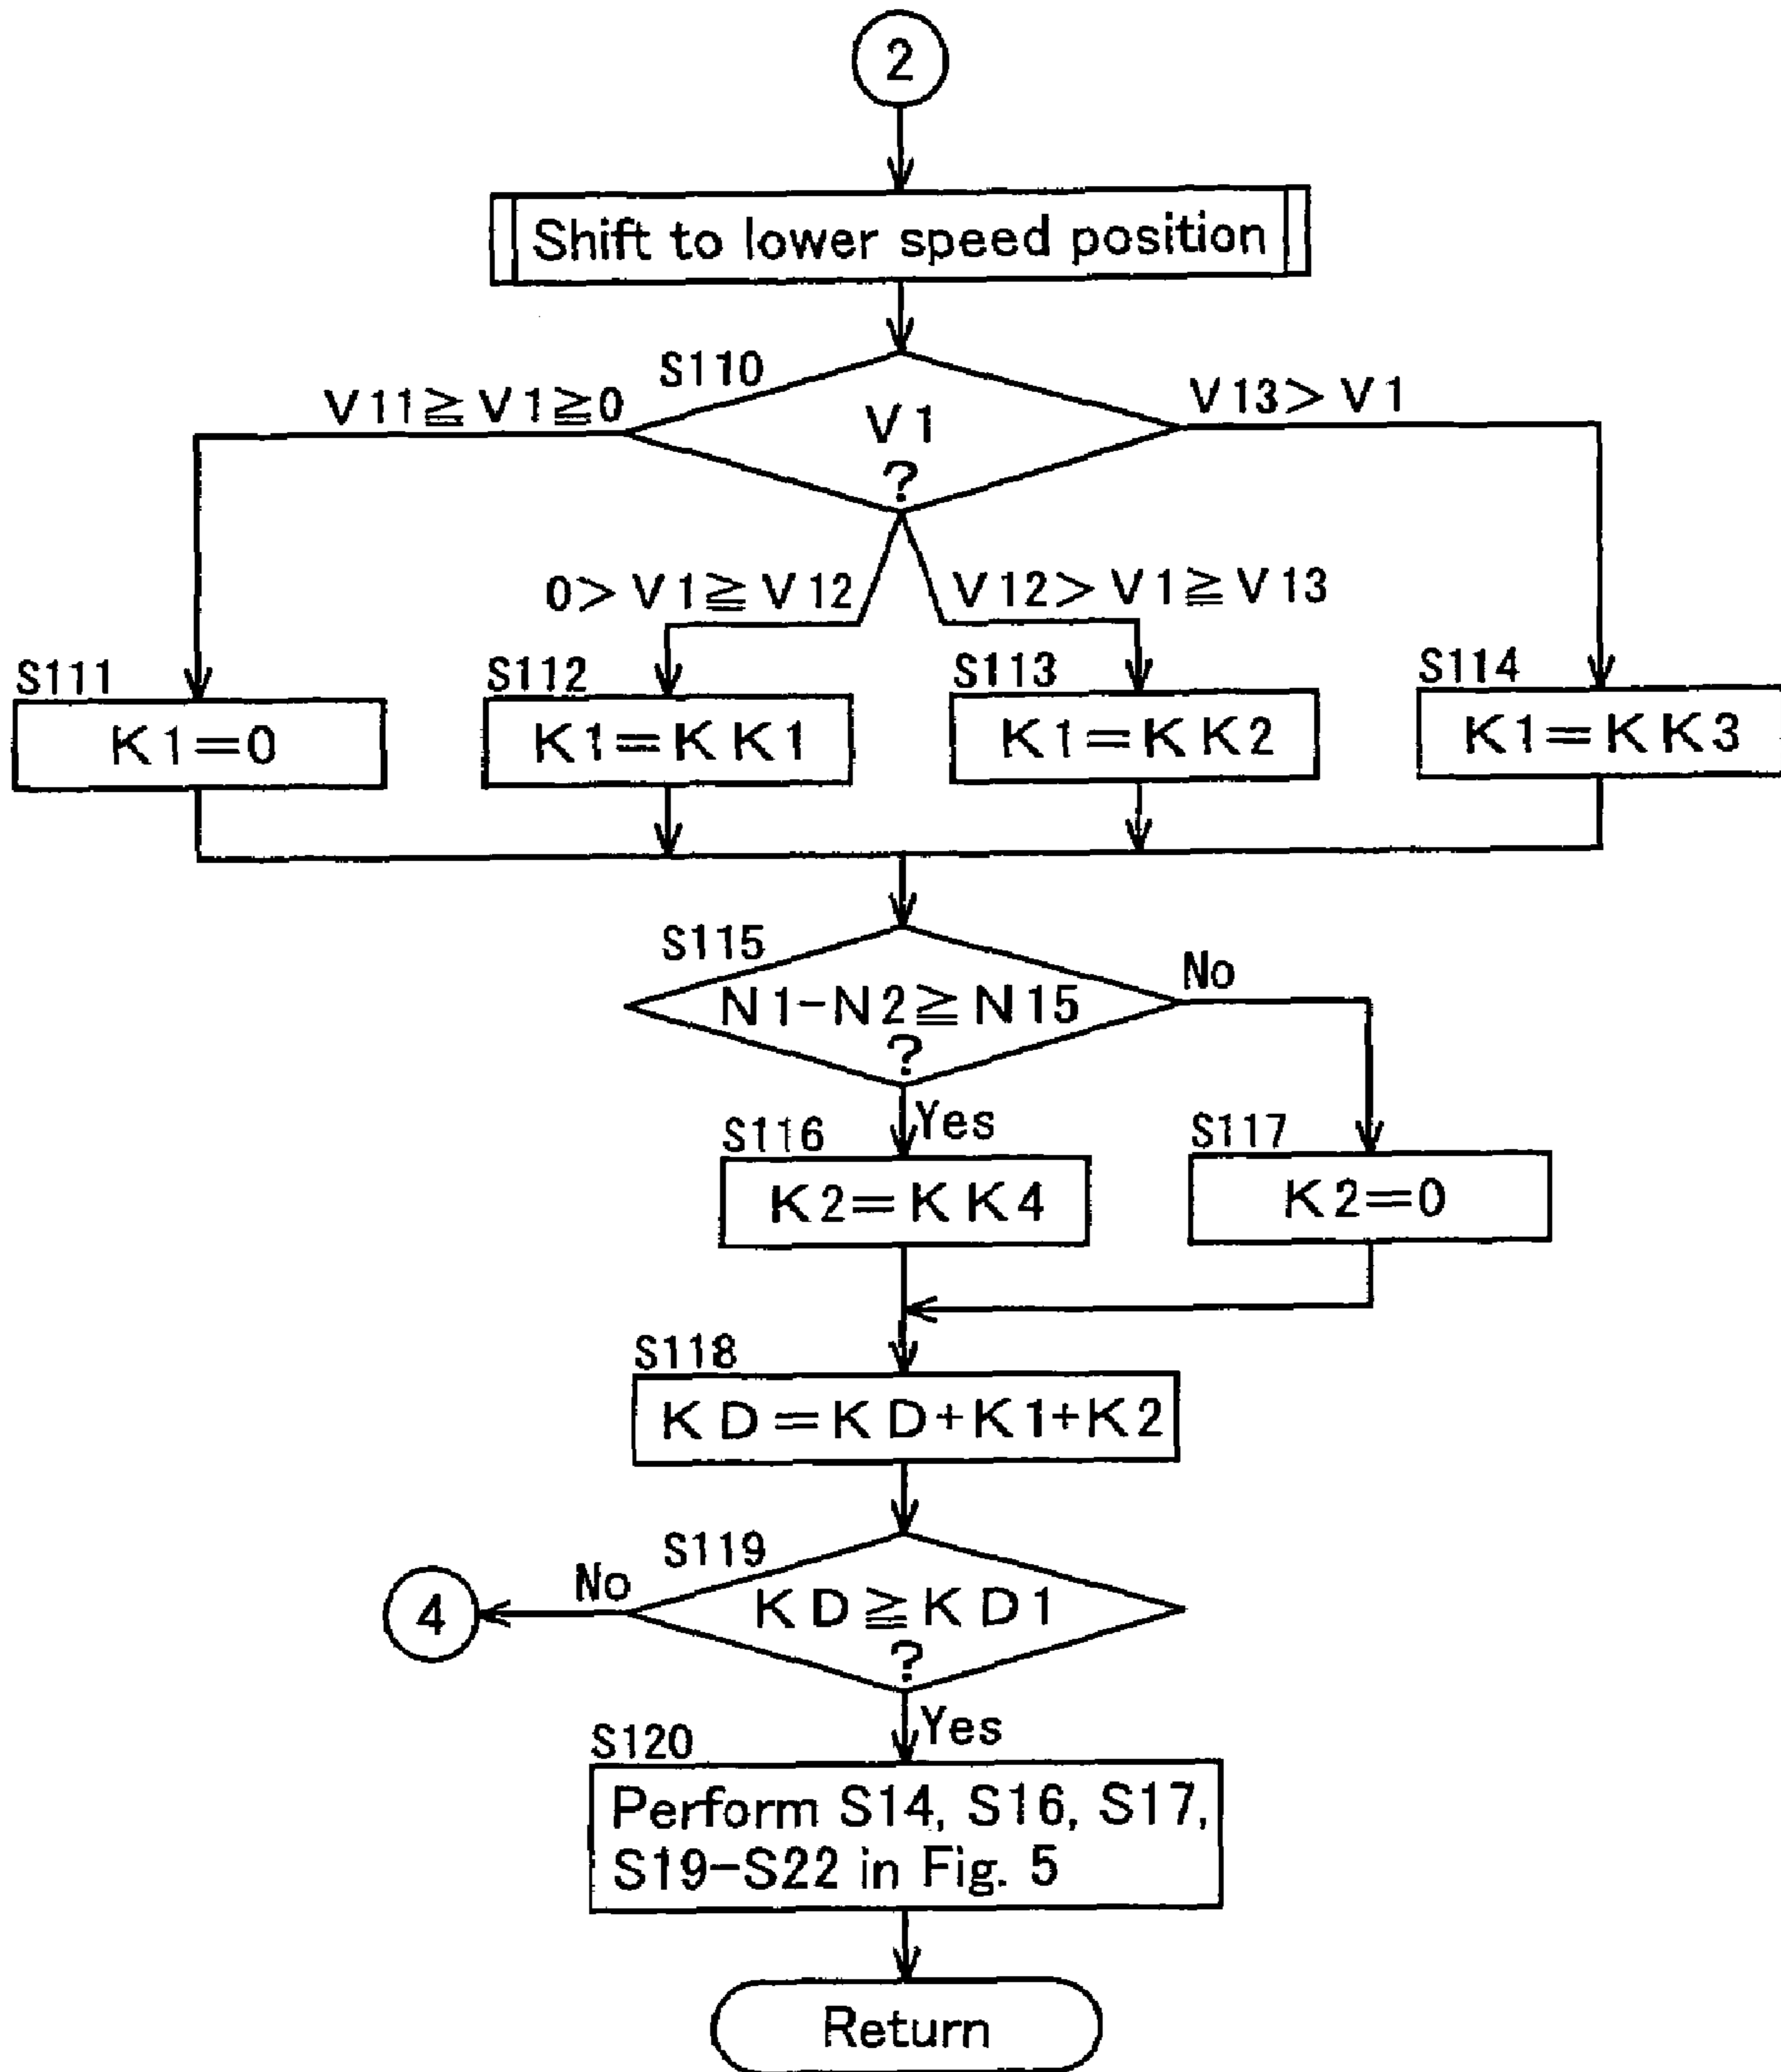 2
Shift to lower speed position
S110
V11≧V1≧0
V1
?
V13>V1
0>V1≧V12
V12>V1≧V13
S111
K1=0
S112
K1=KK1
S113
K1=KK2
S114
K1=KK3
S115
N1-N2≧N15
?
No
Yes
S116
K2=KK4
S117
K2=0
S118
KD=KD+K1+K2
S119
KD≧KD1
?
No
4
Yes
S120
Perform S14, S16, S17,
S19-S22 in Fig. 5
Return